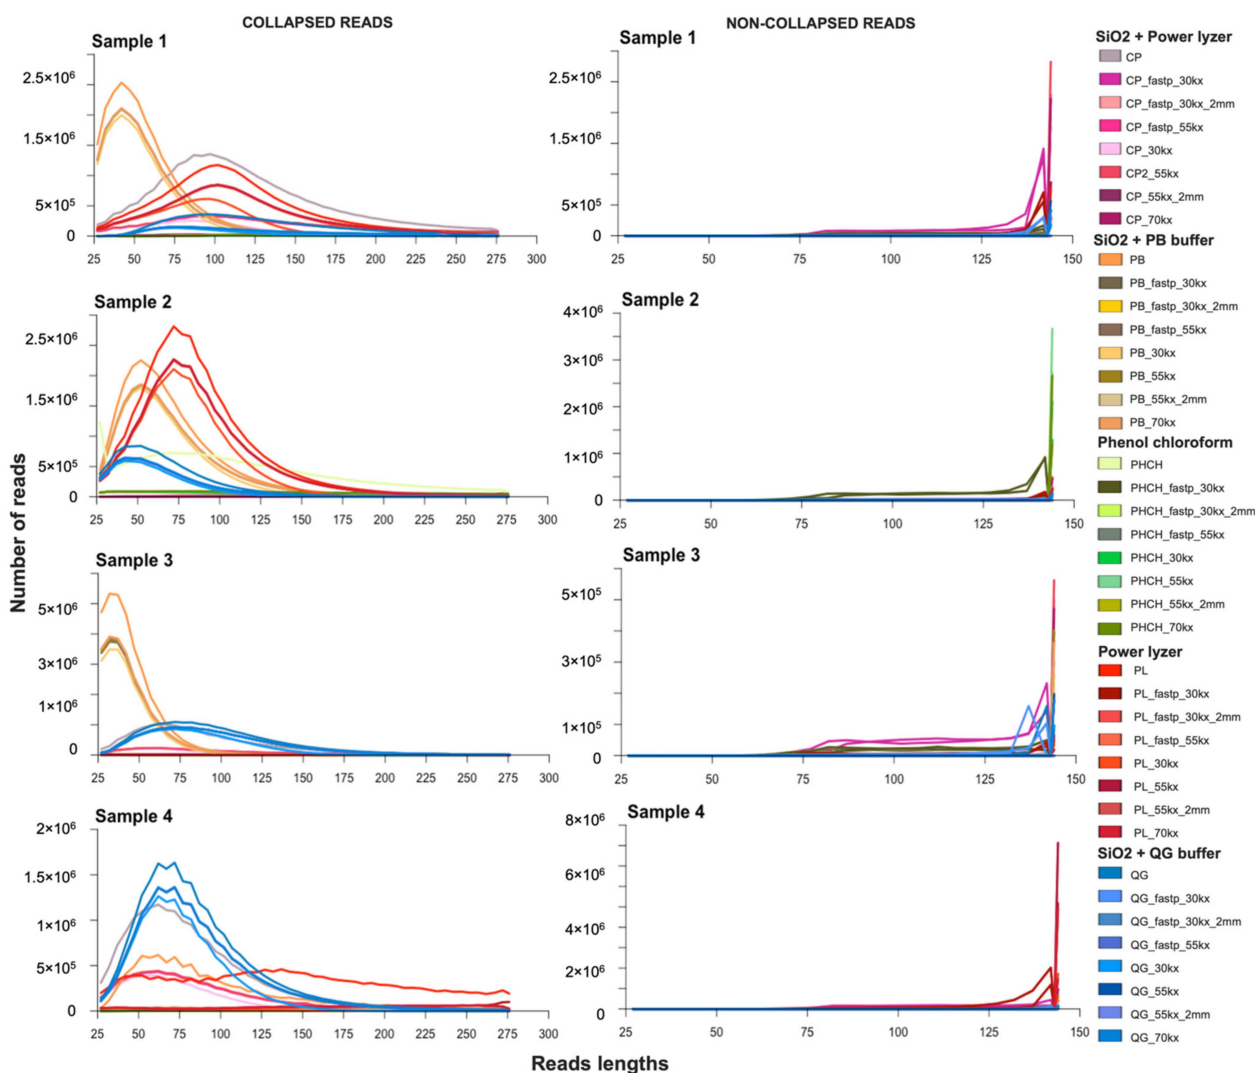 COLLAPSED READS
NON-COLLAPSED READS
Sample 1
2.5×10⁶
1.5×10⁶
5×10⁵
0
25 50 75 100 125 150 175 200 225 250 275 300
Sample 1
2.5×10⁶
1.5×10⁶
5×10⁵
0
25 50 75 100 125 150
Sample 2
2.5×10⁶
1.5×10⁶
5×10⁵
0
25 50 75 100 125 150 175 200 225 250 275 300
Sample 2
4×10⁶
3×10⁶
2×10⁶
1×10⁶
0
25 50 75 100 125 150
Sample 3
5×10⁶
3×10⁶
1×10⁶
0
25 50 75 100 125 150 175 200 225 250 275 300
Sample 3
5×10⁵
3×10⁵
1×10⁵
0
25 50 75 100 125 150
Sample 4
2×10⁶
1.5×10⁶
1×10⁶
5×10⁵
0
25 50 75 100 125 150 175 200 225 250 275 300
Sample 4
8×10⁶
6×10⁶
4×10⁶
2×10⁶
0
25 50 75 100 125 150
Number of reads
Reads lengths
SiO2 + Power lyzer
CP
CP_fastp_30kx
CP_fastp_30kx_2mm
CP_fastp_55kx
CP_30kx
CP2_55kx
CP_55kx_2mm
CP_70kx
SiO2 + PB buffer
PB
PB_fastp_30kx
PB_fastp_30kx_2mm
PB_fastp_55kx
PB_30kx
PB_55kx
PB_55kx_2mm
PB_70kx
Phenol chloroform
PHCH
PHCH_fastp_30kx
PHCH_fastp_30kx_2mm
PHCH_fastp_55kx
PHCH_30kx
PHCH_55kx
PHCH_55kx_2mm
PHCH_70kx
Power lyzer
PL
PL_fastp_30kx
PL_fastp_30kx_2mm
PL_fastp_55kx
PL_30kx
PL_55kx
PL_55kx_2mm
PL_70kx
SiO2 + QG buffer
QG
QG_fastp_30kx
QG_fastp_30kx_2mm
QG_fastp_55kx
QG_30kx
QG_55kx
QG_55kx_2mm
QG_70kx